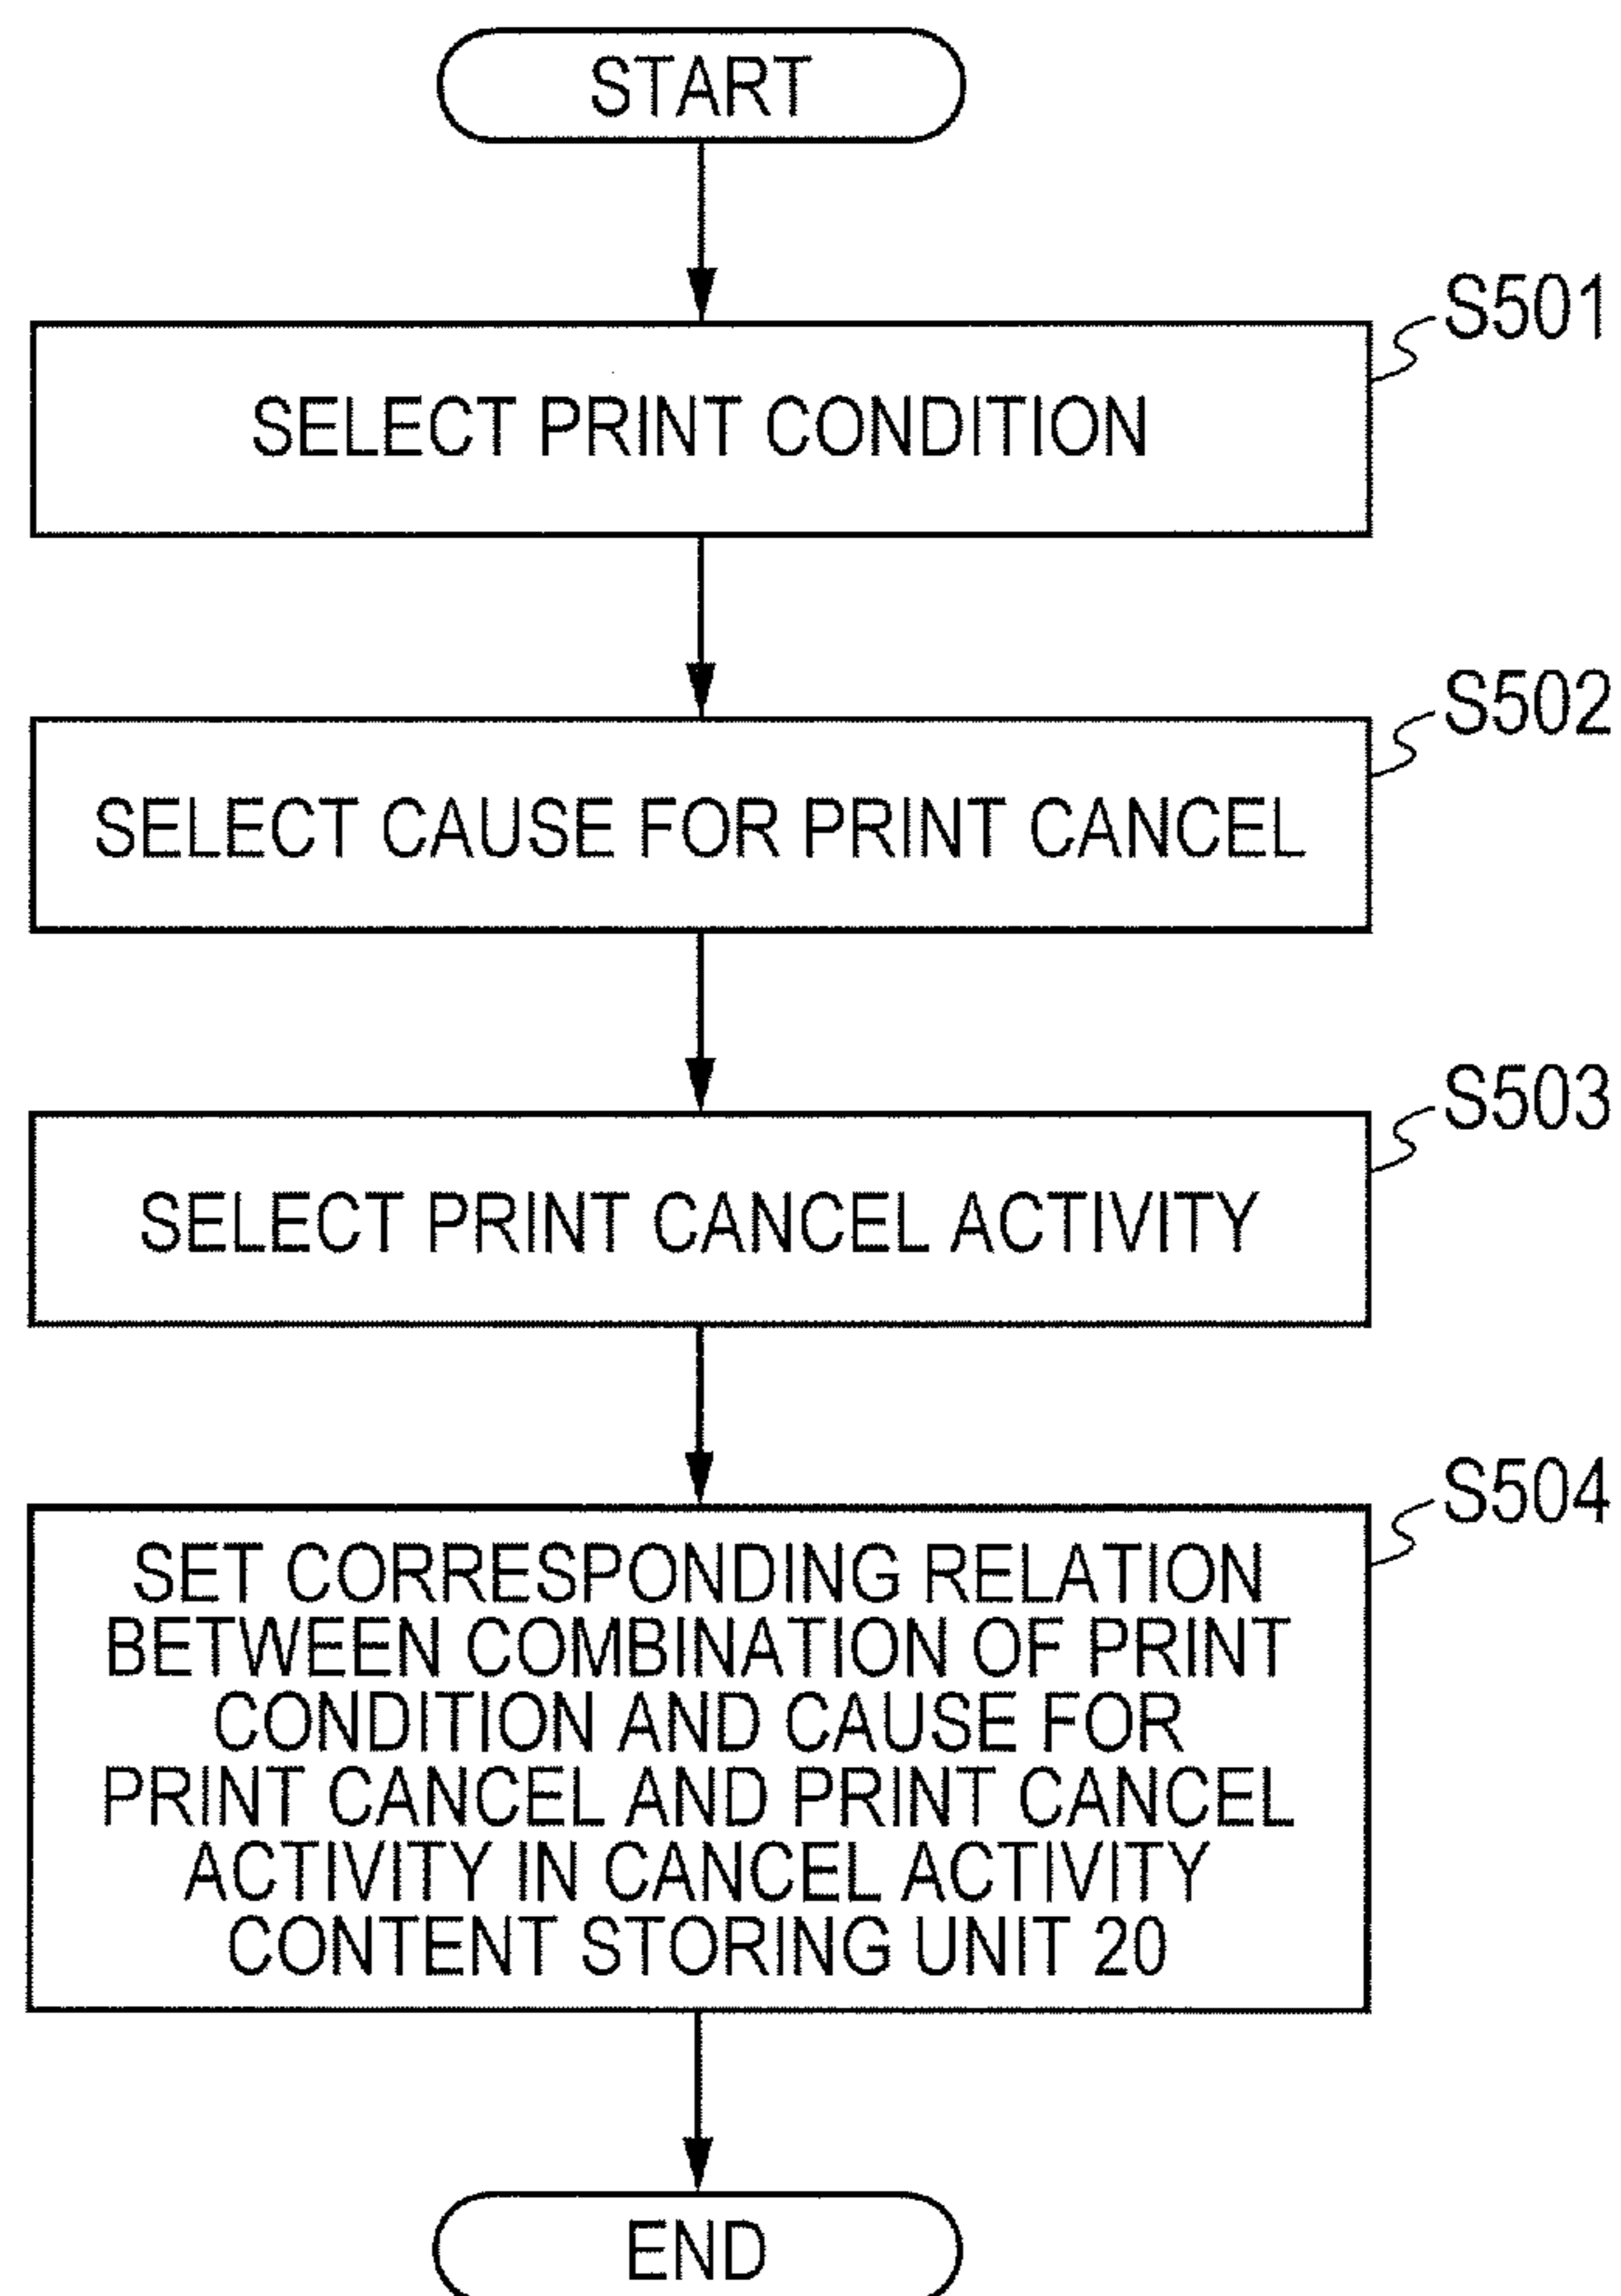 START
S501
SELECT PRINT CONDITION
S502
SELECT CAUSE FOR PRINT CANCEL
S503
SELECT PRINT CANCEL ACTIVITY
S504
SET CORRESPONDING RELATION
BETWEEN COMBINATION OF PRINT
CONDITION AND CAUSE FOR
PRINT CANCEL AND PRINT CANCEL
ACTIVITY IN CANCEL ACTIVITY
CONTENT STORING UNIT 20
END